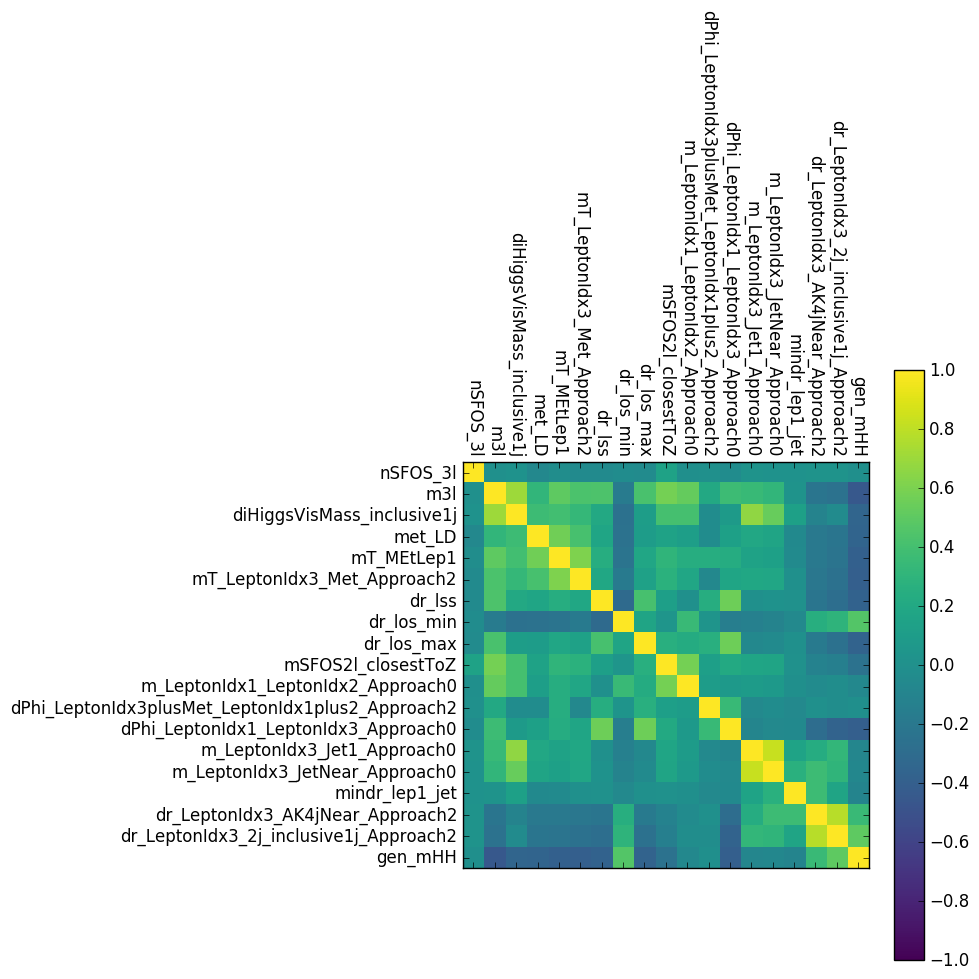 nSFOS_3l
m3l
diHiggsVisMass_inclusive1j
met_LD
mT_MEtLep1
mT_LeptonIdx3_Met_Approach2
dr_lss
dr_los_min
dr_los_max
mSFOS2l_closestToZ
m_LeptonIdx1_LeptonIdx2_Approach0
dPhi_LeptonIdx3plusMet_LeptonIdx1plus2_Approach2
dPhi_LeptonIdx1_LeptonIdx3_Approach0
m_LeptonIdx3_Jet1_Approach0
m_LeptonIdx3_JetNear_Approach0
mindr_lep1_jet
dr_LeptonIdx3_AK4jNear_Approach2
dr_LeptonIdx3_2j_inclusive1j_Approach2
gen_mHH
nSFOS_3l
m3l
diHiggsVisMass_inclusive1j
met_LD
mT_MEtLep1
mT_LeptonIdx3_Met_Approach2
dr_lss
dr_los_min
dr_los_max
mSFOS2l_closestToZ
m_LeptonIdx1_LeptonIdx2_Approach0
dPhi_LeptonIdx3plusMet_LeptonIdx1plus2_Approach2
dPhi_LeptonIdx1_LeptonIdx3_Approach0
m_LeptonIdx3_Jet1_Approach0
m_LeptonIdx3_JetNear_Approach0
mindr_lep1_jet
dr_LeptonIdx3_AK4jNear_Approach2
dr_LeptonIdx3_2j_inclusive1j_Approach2
gen_mHH
1.0
0.8
0.6
0.4
0.2
0.0
−0.2
−0.4
−0.6
−0.8
−1.0